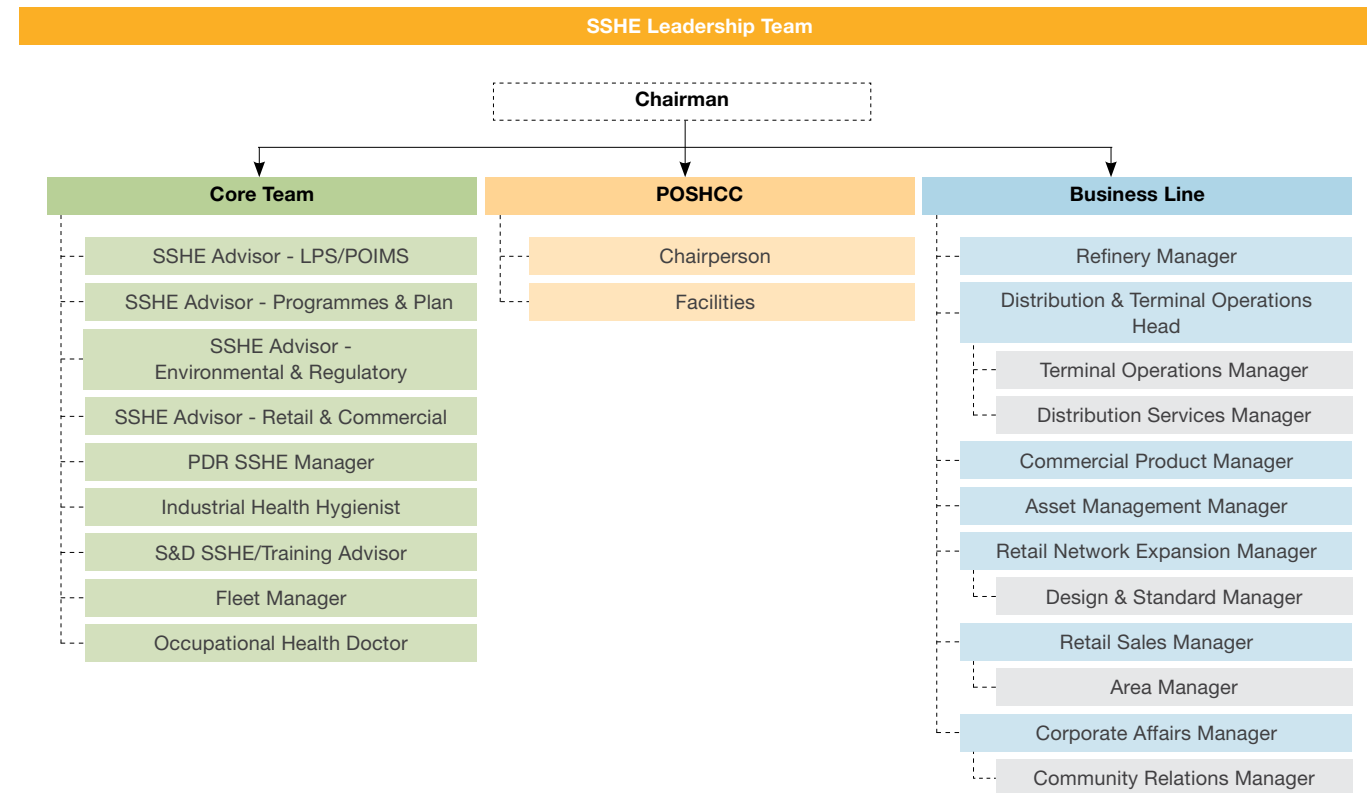 SSHE Leadership Team
Chairman
Core Team
SSHE Advisor - LPS/POIMS
SSHE Advisor - Programmes & Plan
SSHE Advisor -
Environmental & Regulatory
SSHE Advisor - Retail & Commercial
PDR SSHE Manager
Industrial Health Hygienist
S&D SSHE/Training Advisor
Fleet Manager
Occupational Health Doctor
POSHCC
Chairperson
Facilities
Business Line
Refinery Manager
Distribution & Terminal Operations
Head
Terminal Operations Manager
Distribution Services Manager
Commercial Product Manager
Asset Management Manager
Retail Network Expansion Manager
Design & Standard Manager
Retail Sales Manager
Area Manager
Corporate Affairs Manager
Community Relations Manager